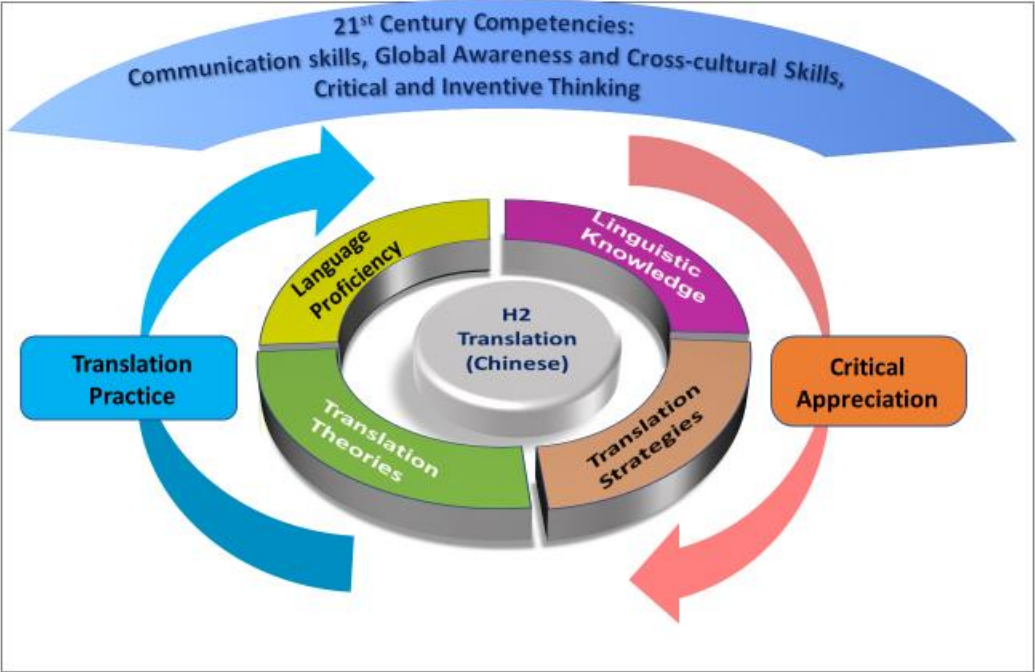 21st Century Competencies:
Communication skills, Global Awareness and Cross-cultural Skills,
Critical and Inventive Thinking
Language
Proficiency
Linguistic
Knowledge
H2
Translation
(Chinese)
Translation
Practice
Critical
Appreciation
Translation
Theories
Translation
Strategies